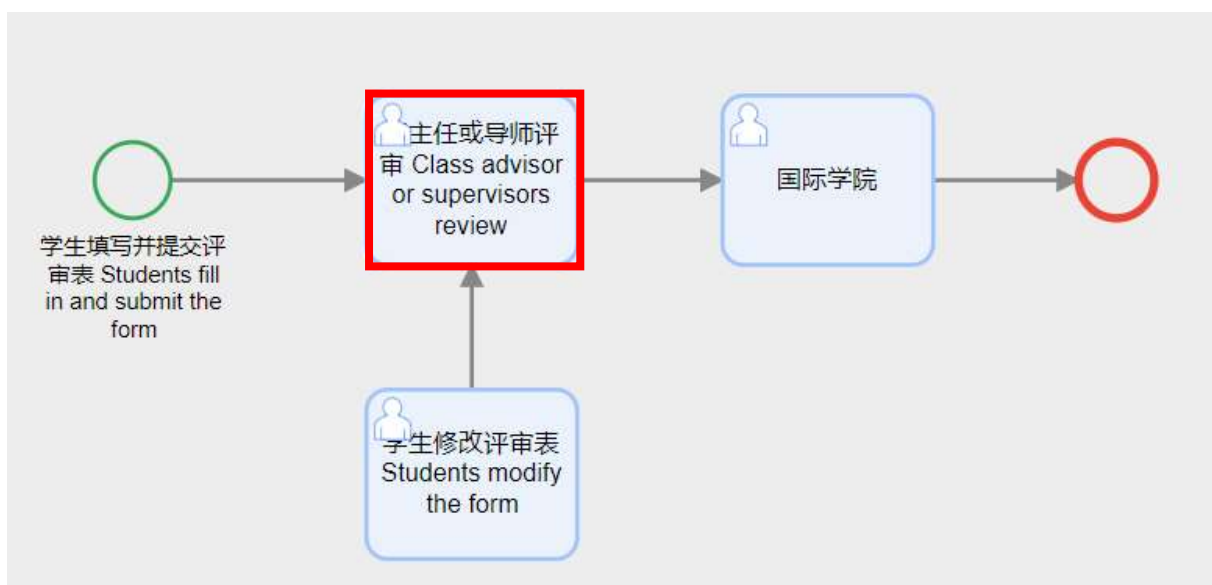 主任或导师评
审 Class advisor
or supervisors
review
国际学院
学生填写并提交评
审表 Students fill
in and submit the
form
学生修改评审表
Students modify
the form